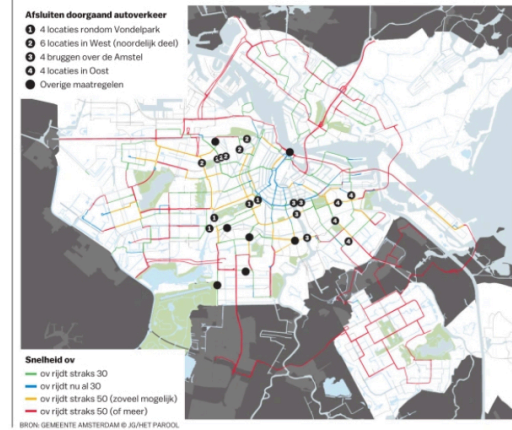 Afsluiten doorgaand autoverkeer
1 4 locaties rondom Vondelpark
2 6 locaties in West (noordelijk deel)
3 4 bruggen over de Amstel
4 4 locaties in Oost
Overige maatregelen
Snelheid ov
ov rijdt straks 30
ov rijdt nu al 30
ov rijdt straks 50 (zoveel mogelijk)
ov rijdt straks 50 (of meer)
BRON: GEMEENTE AMSTERDAM © JG/HET PAROOL